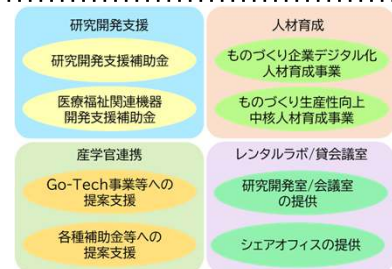 研究開発支援
研究開発支援補助金
医療福祉関連機器
開発支援補助金
人材育成
ものづくり企業デジタル化
人材育成事業
ものづくり生産性向上
中核人材育成事業
産学官連携
Go-Tech事業等への
提案支援
各種補助金等への
提案支援
レンタルラボ/貸会議室
研究開発室/会議室
の提供
シェアオフィスの提供